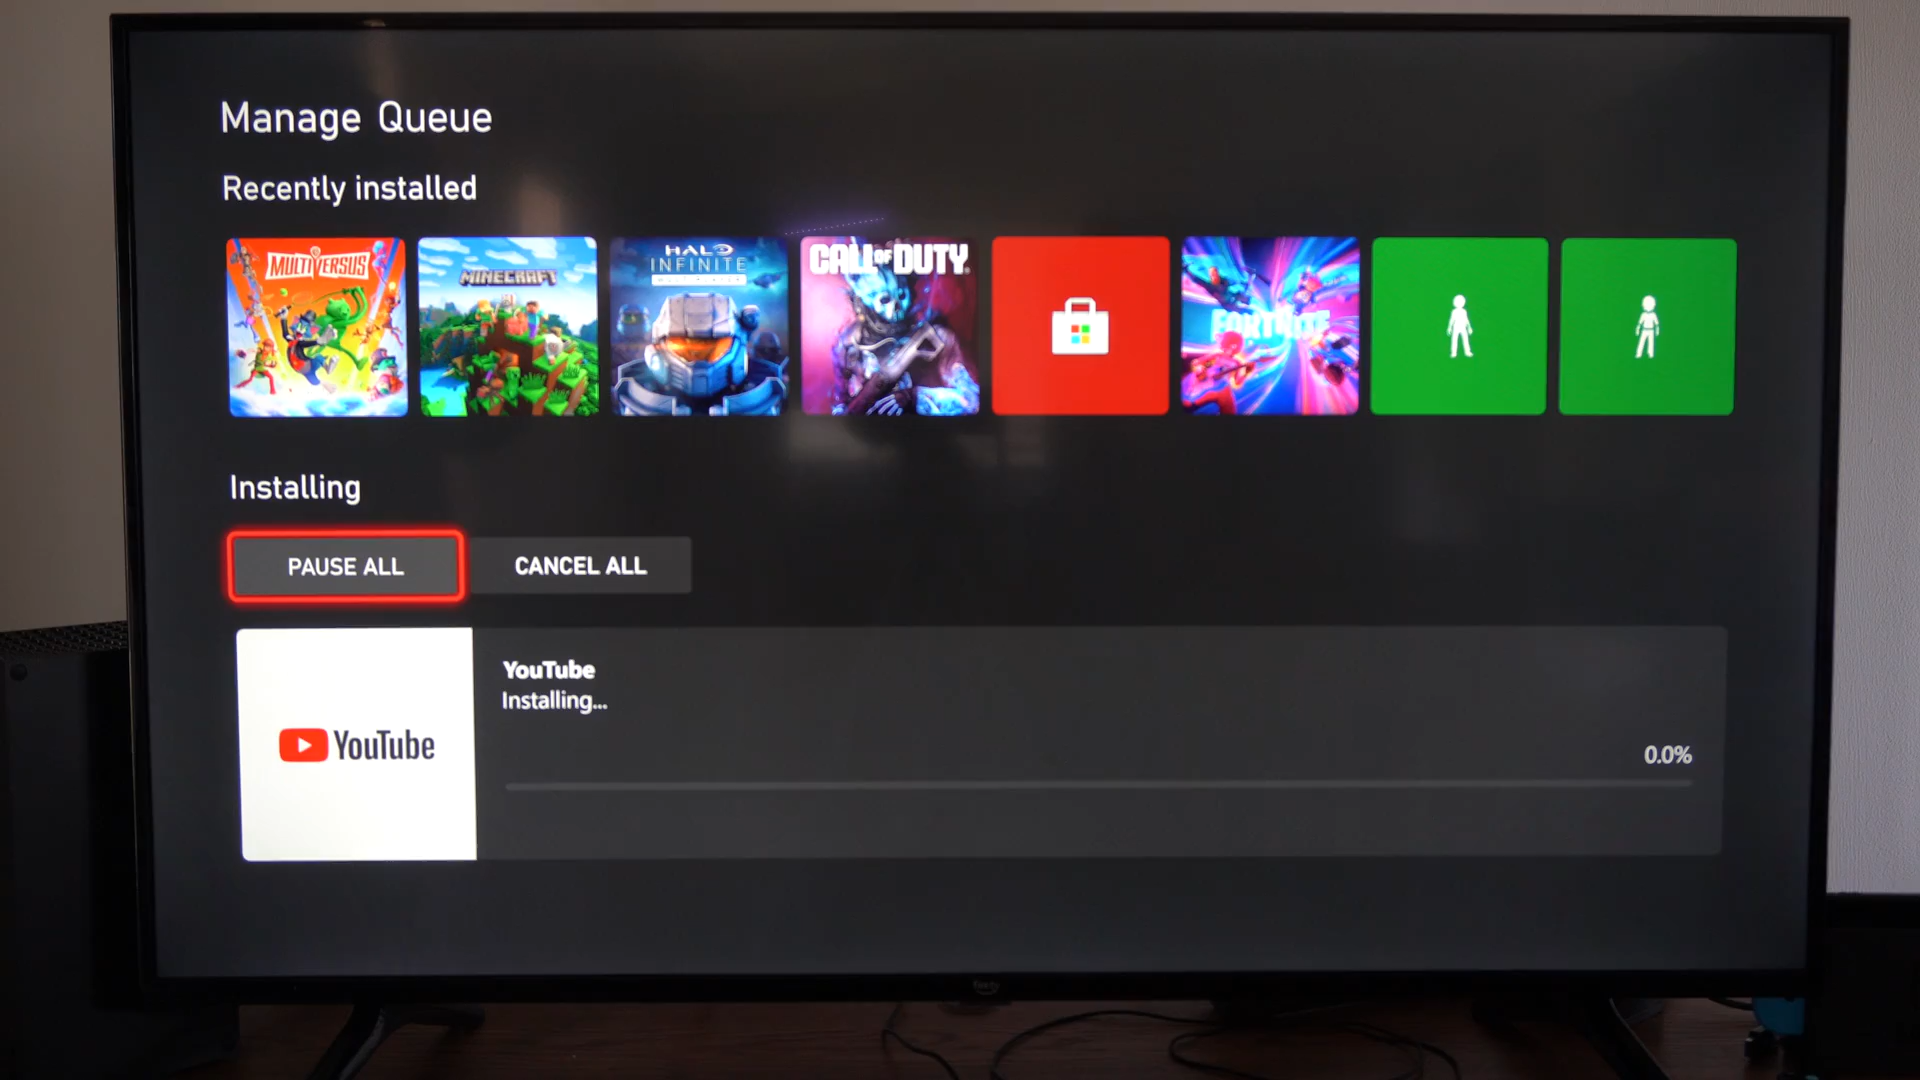 Manage Queue
Recently installed
MULTIVERSUS
MINECRAFT
HALO
INFINITE
CALL OF DUTY
FORTNITE
Installing
PAUSE ALL
CANCEL ALL
YouTube
Installing...
YouTube
0.0%